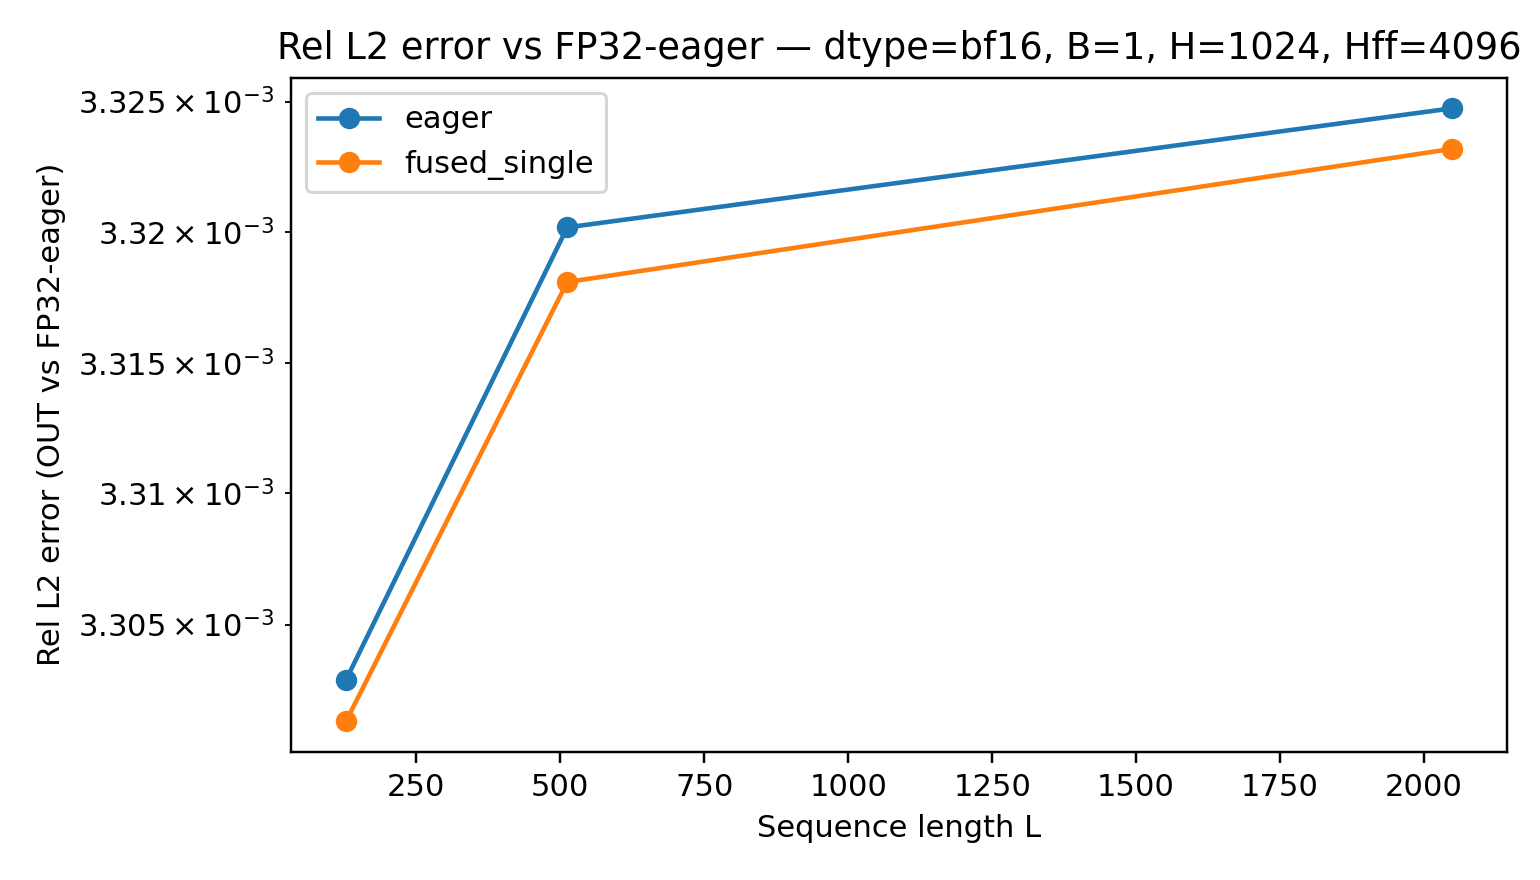 Rel L2 error vs FP32-eager — dtype=bf16, B=1, H=1024, Hff=4096
eager
fused_single
Rel L2 error (OUT vs FP32-eager)
3.325 × 10⁻³
3.32 × 10⁻³
3.315 × 10⁻³
3.31 × 10⁻³
3.305 × 10⁻³
250 500 750 1000 1250 1500 1750 2000
Sequence length L